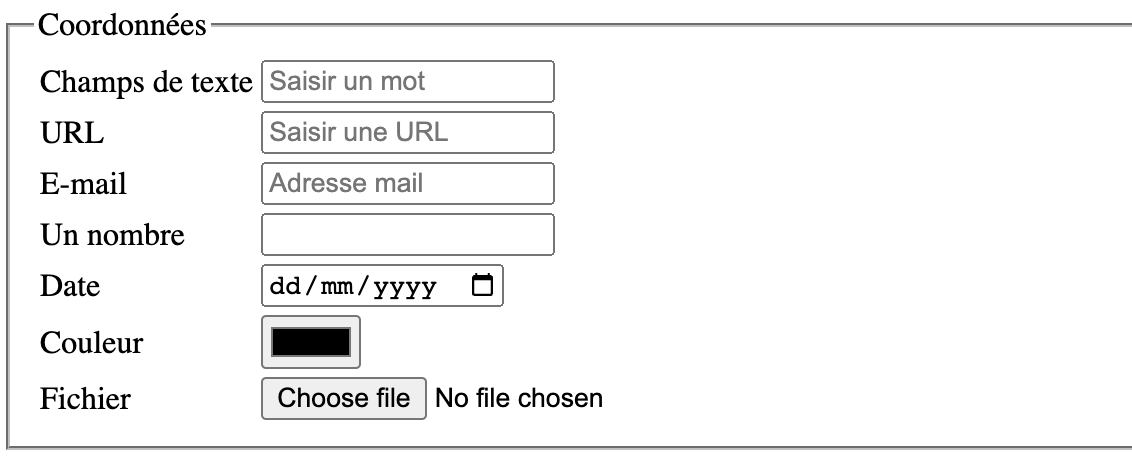 Coordonnées
Champs de texte Saisir un mot
URL Saisir une URL
E-mail Adresse mail
Un nombre
Date dd/mm/yyyy
Couleur
Fichier Choose file No file chosen